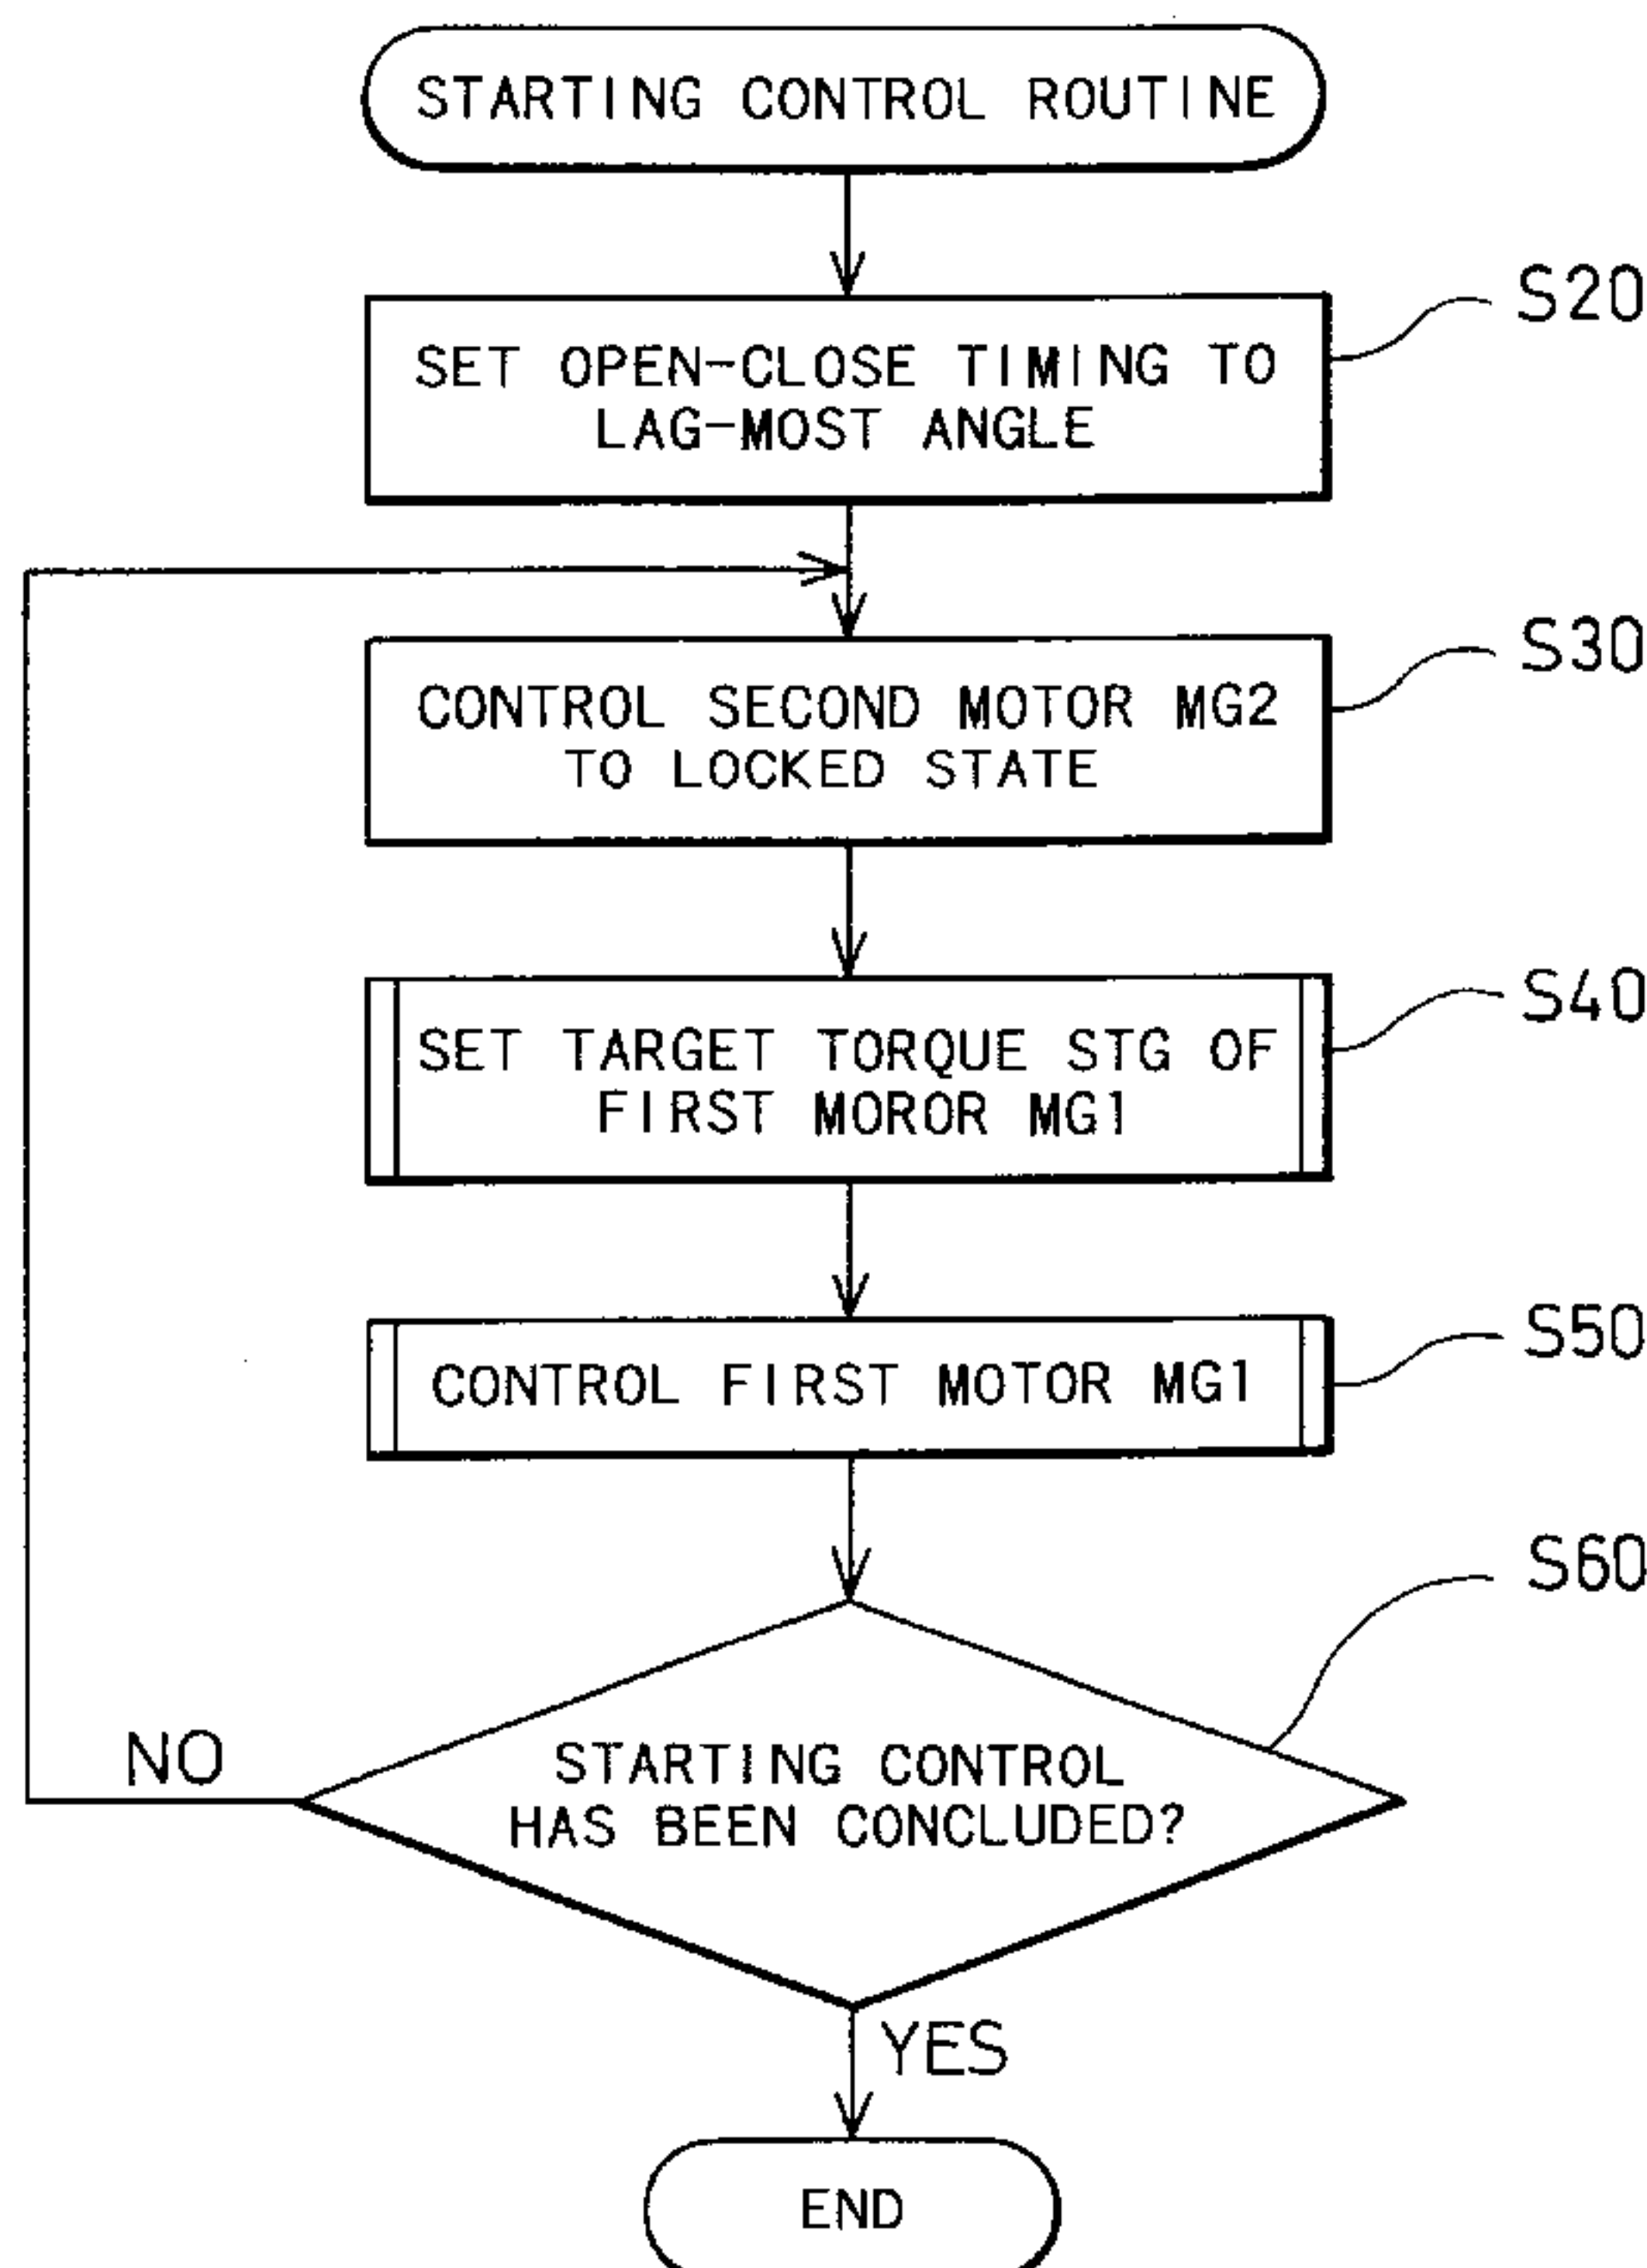 STARTING CONTROL ROUTINE
S20
SET OPEN-CLOSE TIMING TO
LAG-MOST ANGLE
S30
CONTROL SECOND MOTOR MG2
TO LOCKED STATE
S40
SET TARGET TORQUE STG OF
FIRST MOROR MG1
S50
CONTROL FIRST MOTOR MG1
S60
NO
STARTING CONTROL
HAS BEEN CONCLUDED?
YES
END